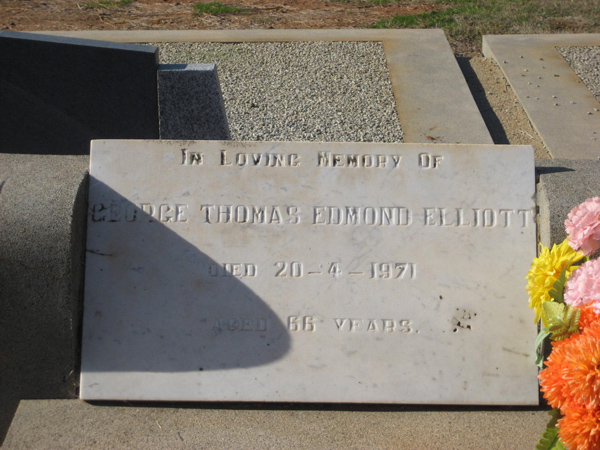 In Loving Memory Of
GEORGE THOMAS EDMOND ELLIOTT
DIED 20-4-1971
AGED 66 YEARS.